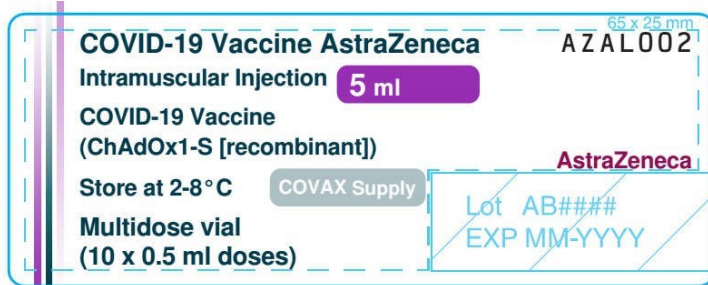 65 x 25 mm
COVID-19 Vaccine AstraZeneca
AZAL002
Intramuscular Injection
5 ml
COVID-19 Vaccine
(ChAdOx1-S [recombinant])
AstraZeneca
Store at 2-8°C
COVAX Supply
Lot AB####
EXP MM-YYYY
Multidose vial
(10 x 0.5 ml doses)